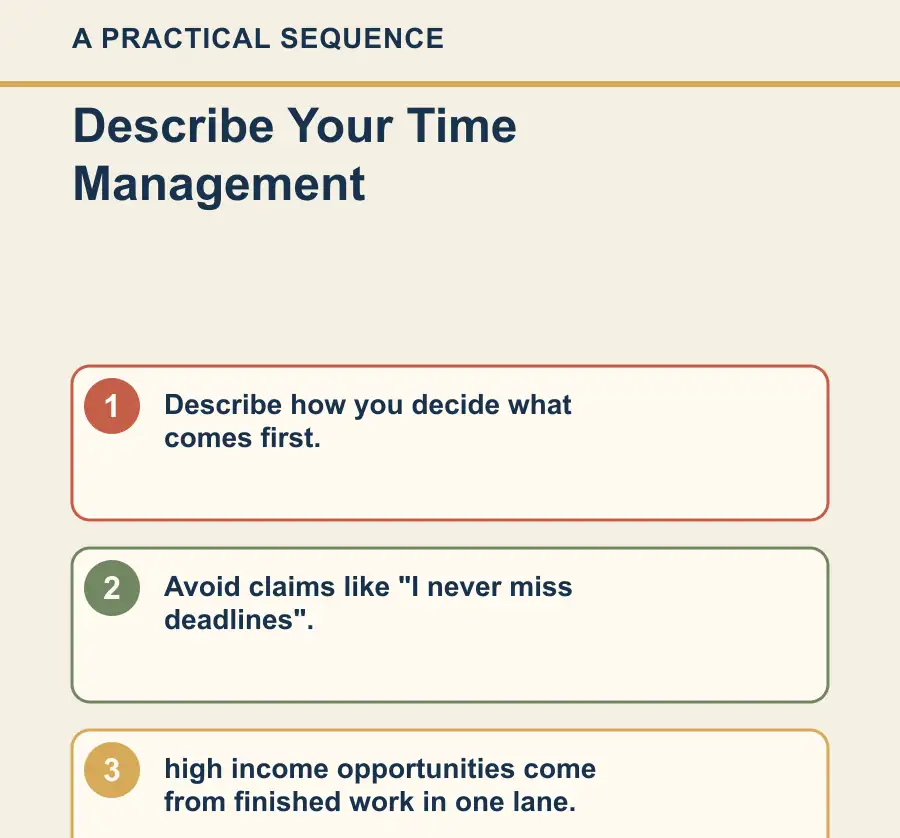 A PRACTICAL SEQUENCE
Describe Your Time
Management
1
Describe how you decide what
comes first.
2
Avoid claims like "I never miss
deadlines".
3
high income opportunities come
from finished work in one lane.